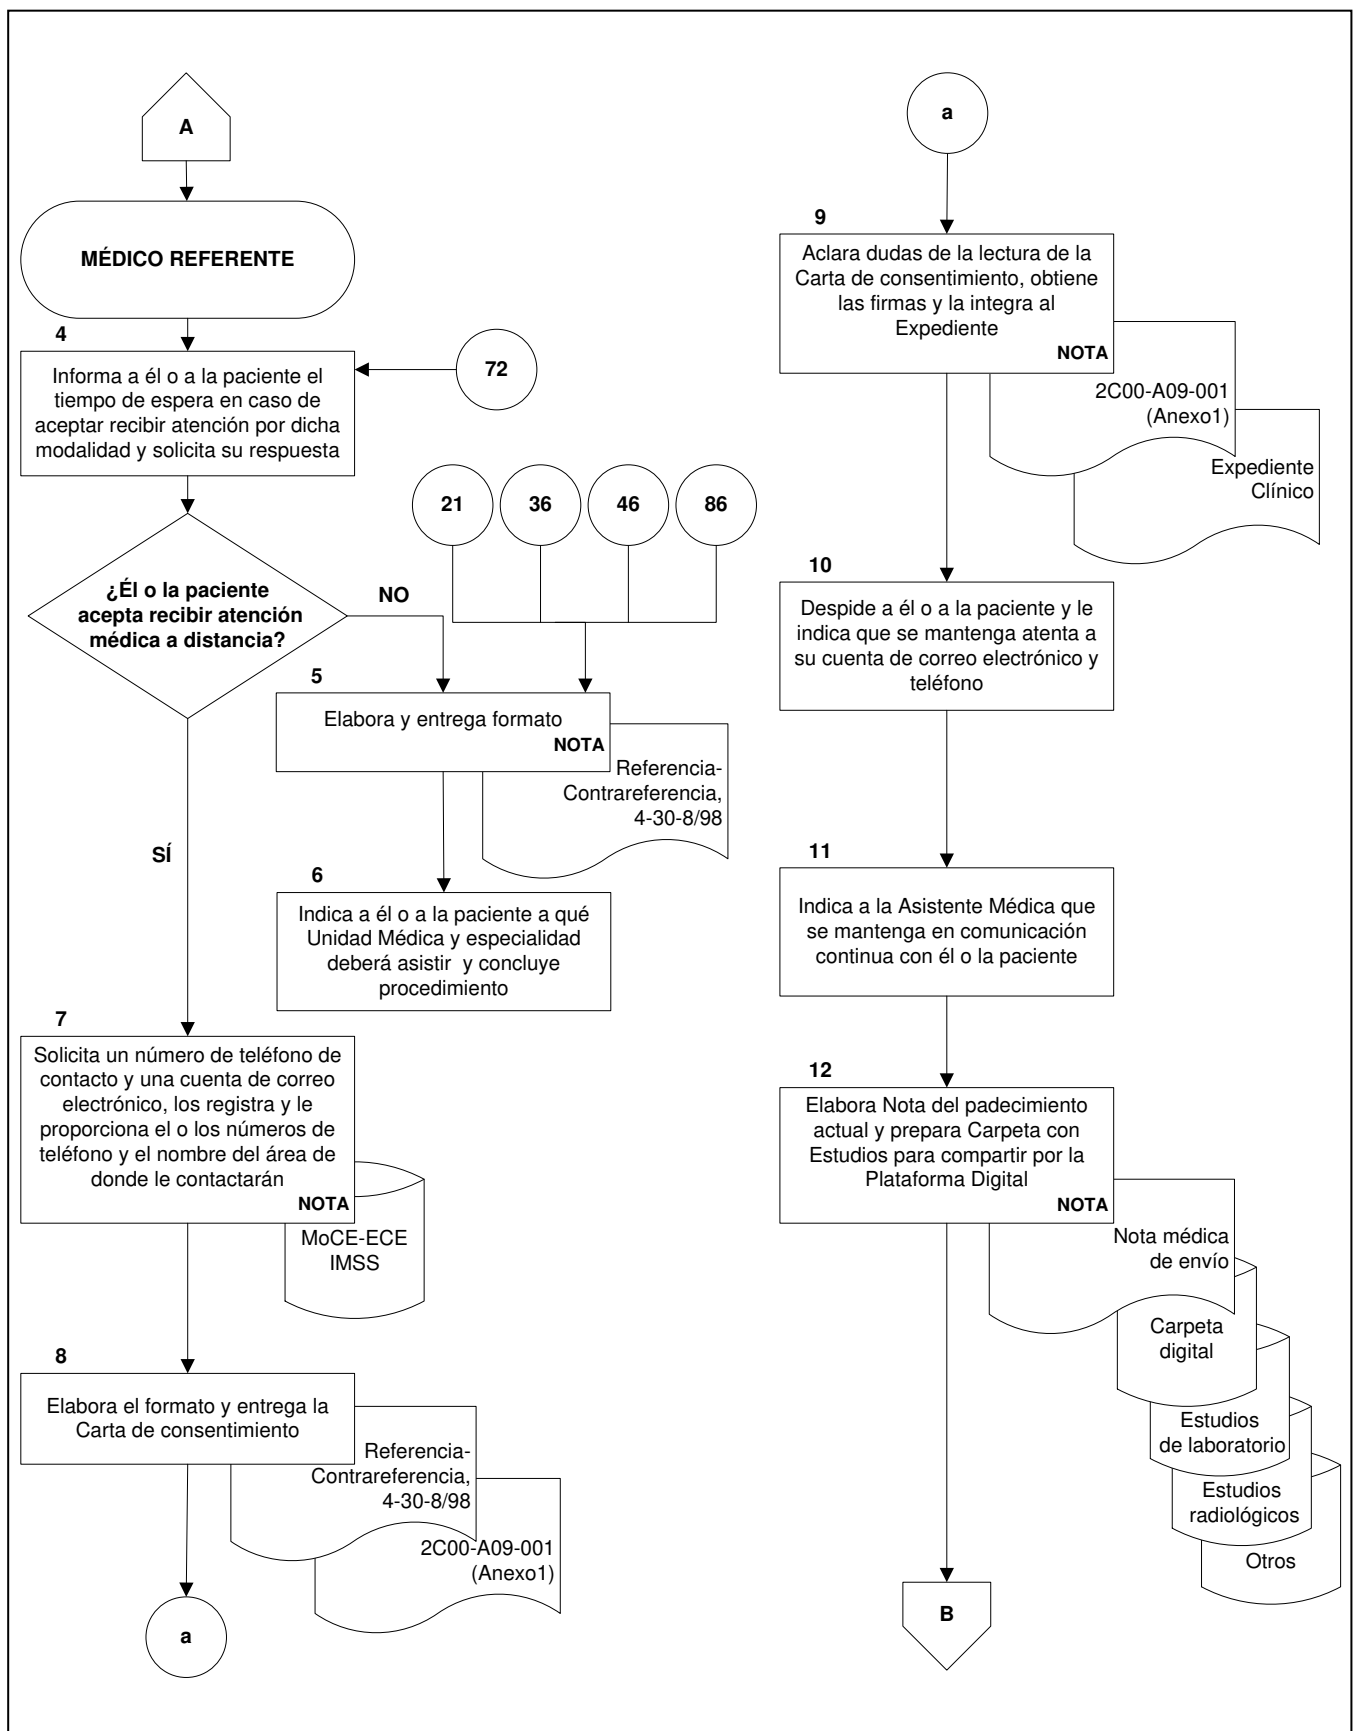 A
MÉDICO REFERENTE
4
Informa a él o a la paciente el
tiempo de espera en caso de
aceptar recibir atención por dicha
modalidad y solicita su respuesta
72
21
36
46
86
¿Él o la paciente
acepta recibir atención
médica a distancia?
NO
SÍ
5
Elabora y entrega formato
NOTA
Referencia-
Contrareferencia,
4-30-8/98
6
Indica a él o a la paciente a qué
Unidad Médica y especialidad
deberá asistir y concluye
procedimiento
7
Solicita un número de teléfono de
contacto y una cuenta de correo
electrónico, los registra y le
proporciona el o los números de
teléfono y el nombre del área de
donde le contactarán
NOTA
MoCE-ECE
IMSS
8
Elabora el formato y entrega la
Carta de consentimiento
Referencia-
Contrareferencia,
4-30-8/98
2C00-A09-001
(Anexo1)
a
a
9
Aclara dudas de la lectura de la
Carta de consentimiento, obtiene
las firmas y la integra al
Expediente
NOTA
2C00-A09-001
(Anexo1)
Expediente
Clínico
10
Despide a él o a la paciente y le
indica que se mantenga atenta a
su cuenta de correo electrónico y
teléfono
11
Indica a la Asistente Médica que
se mantenga en comunicación
continua con él o la paciente
12
Elabora Nota del padecimiento
actual y prepara Carpeta con
Estudios para compartir por la
Plataforma Digital
NOTA
Nota médica
de envío
Carpeta
digital
Estudios
de laboratorio
Estudios
radiológicos
Otros
B